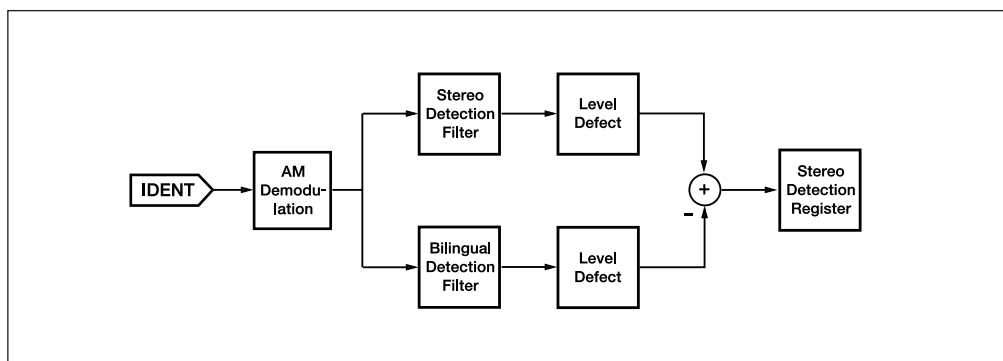 Stereo
Detection
Filter
Level
Defect
IDENT
AM
Demodu-
lation
+
−
Stereo
Detection
Register
Bilingual
Detection
Filter
Level
Defect